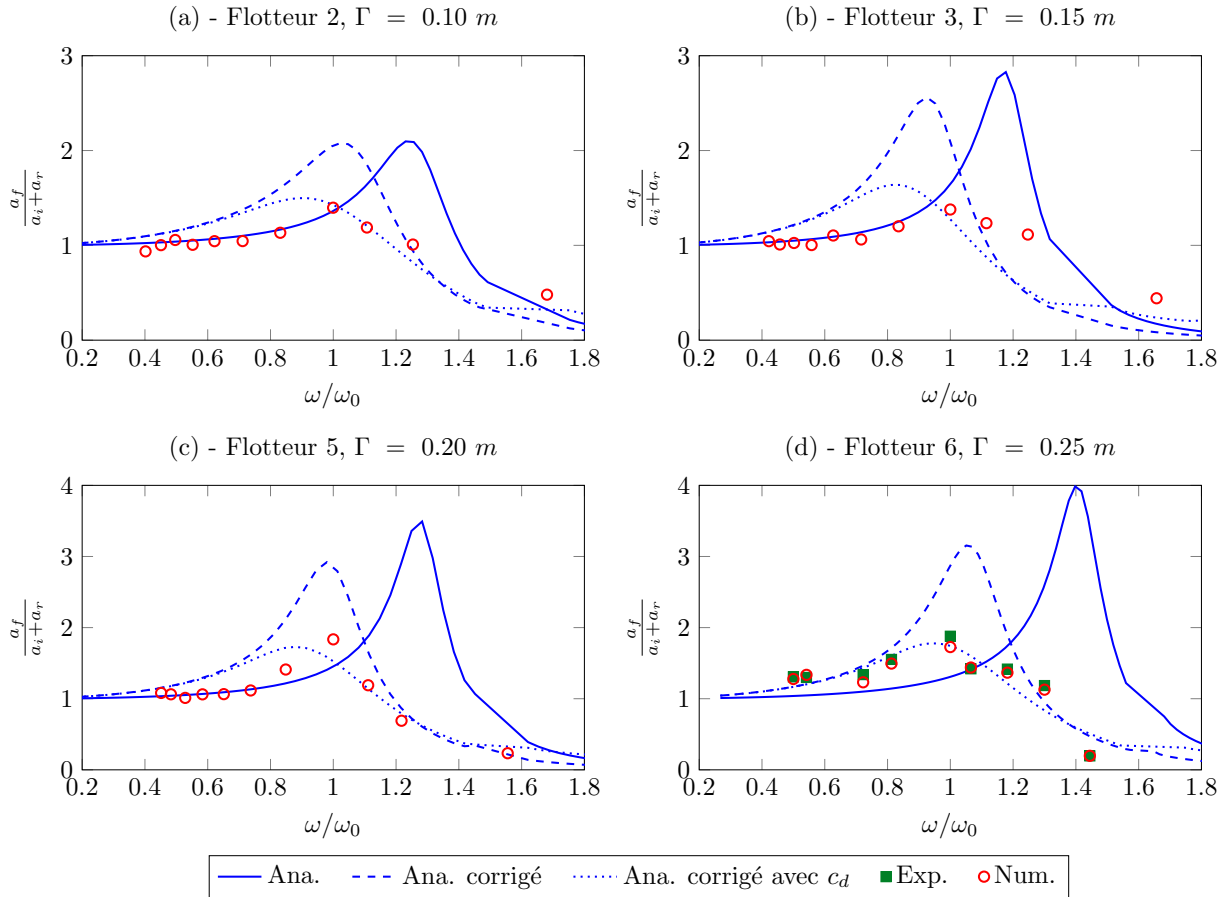 (a) - Flotteur 2, Γ = 0.10 m
3
2
1
0
a_f / (a_i + a_r)
0.2 0.4 0.6 0.8 1 1.2 1.4 1.6 1.8
ω/ω₀
(b) - Flotteur 3, Γ = 0.15 m
3
2
1
0
a_f / (a_i + a_r)
0.2 0.4 0.6 0.8 1 1.2 1.4 1.6 1.8
ω/ω₀
(c) - Flotteur 5, Γ = 0.20 m
4
3
2
1
0
a_f / (a_i + a_r)
0.2 0.4 0.6 0.8 1 1.2 1.4 1.6 1.8
ω/ω₀
(d) - Flotteur 6, Γ = 0.25 m
4
3
2
1
0
a_f / (a_i + a_r)
0.2 0.4 0.6 0.8 1 1.2 1.4 1.6 1.8
ω/ω₀
Ana. Ana. corrigé Ana. corrigé avec c_d Exp. Num.